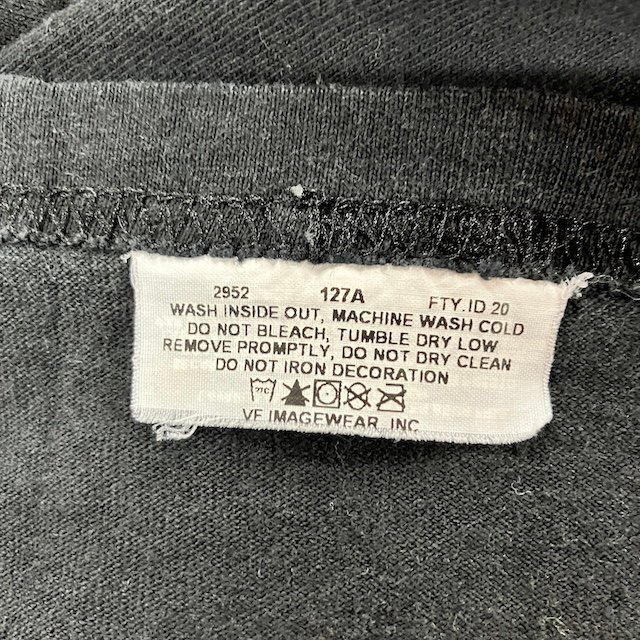 2952 127A FTY.ID 20
WASH INSIDE OUT, MACHINE WASH COLD
DO NOT BLEACH, TUMBLE DRY LOW
REMOVE PROMPTLY, DO NOT DRY CLEAN
DO NOT IRON DECORATION
VF IMAGEWEAR, INC